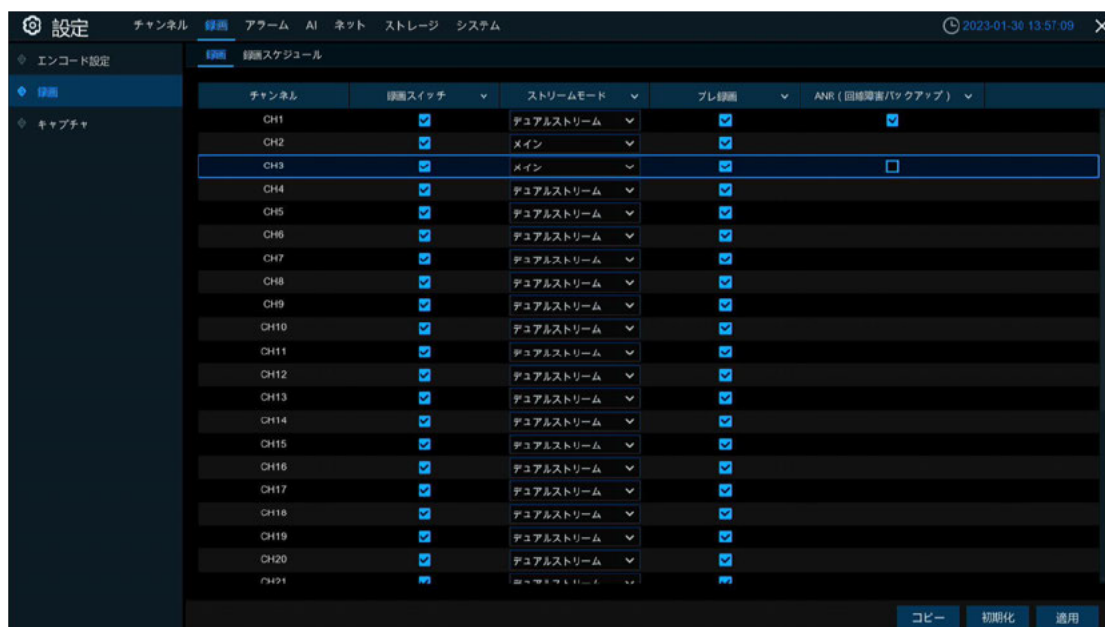 設定 チャンネル 録画 アラーム AI ネット ストレージ システム 2023-01-30 13:57:09
エンコード設定 録画 録画スケジュール
録画
キャプチャ
チャンネル 録画スイッチ ストリームモード プレ録画 ANR（回線障害バックアップ）
CH1 デュアルストリーム
CH2 メイン
CH3 メイン
CH4 デュアルストリーム
CH5 デュアルストリーム
CH6 デュアルストリーム
CH7 デュアルストリーム
CH8 デュアルストリーム
CH9 デュアルストリーム
CH10 デュアルストリーム
CH11 デュアルストリーム
CH12 デュアルストリーム
CH13 デュアルストリーム
CH14 デュアルストリーム
CH15 デュアルストリーム
CH16 デュアルストリーム
CH17 デュアルストリーム
CH18 デュアルストリーム
CH19 デュアルストリーム
CH20 デュアルストリーム
CH21 デュアルストリーム
コピー 初期化 適用